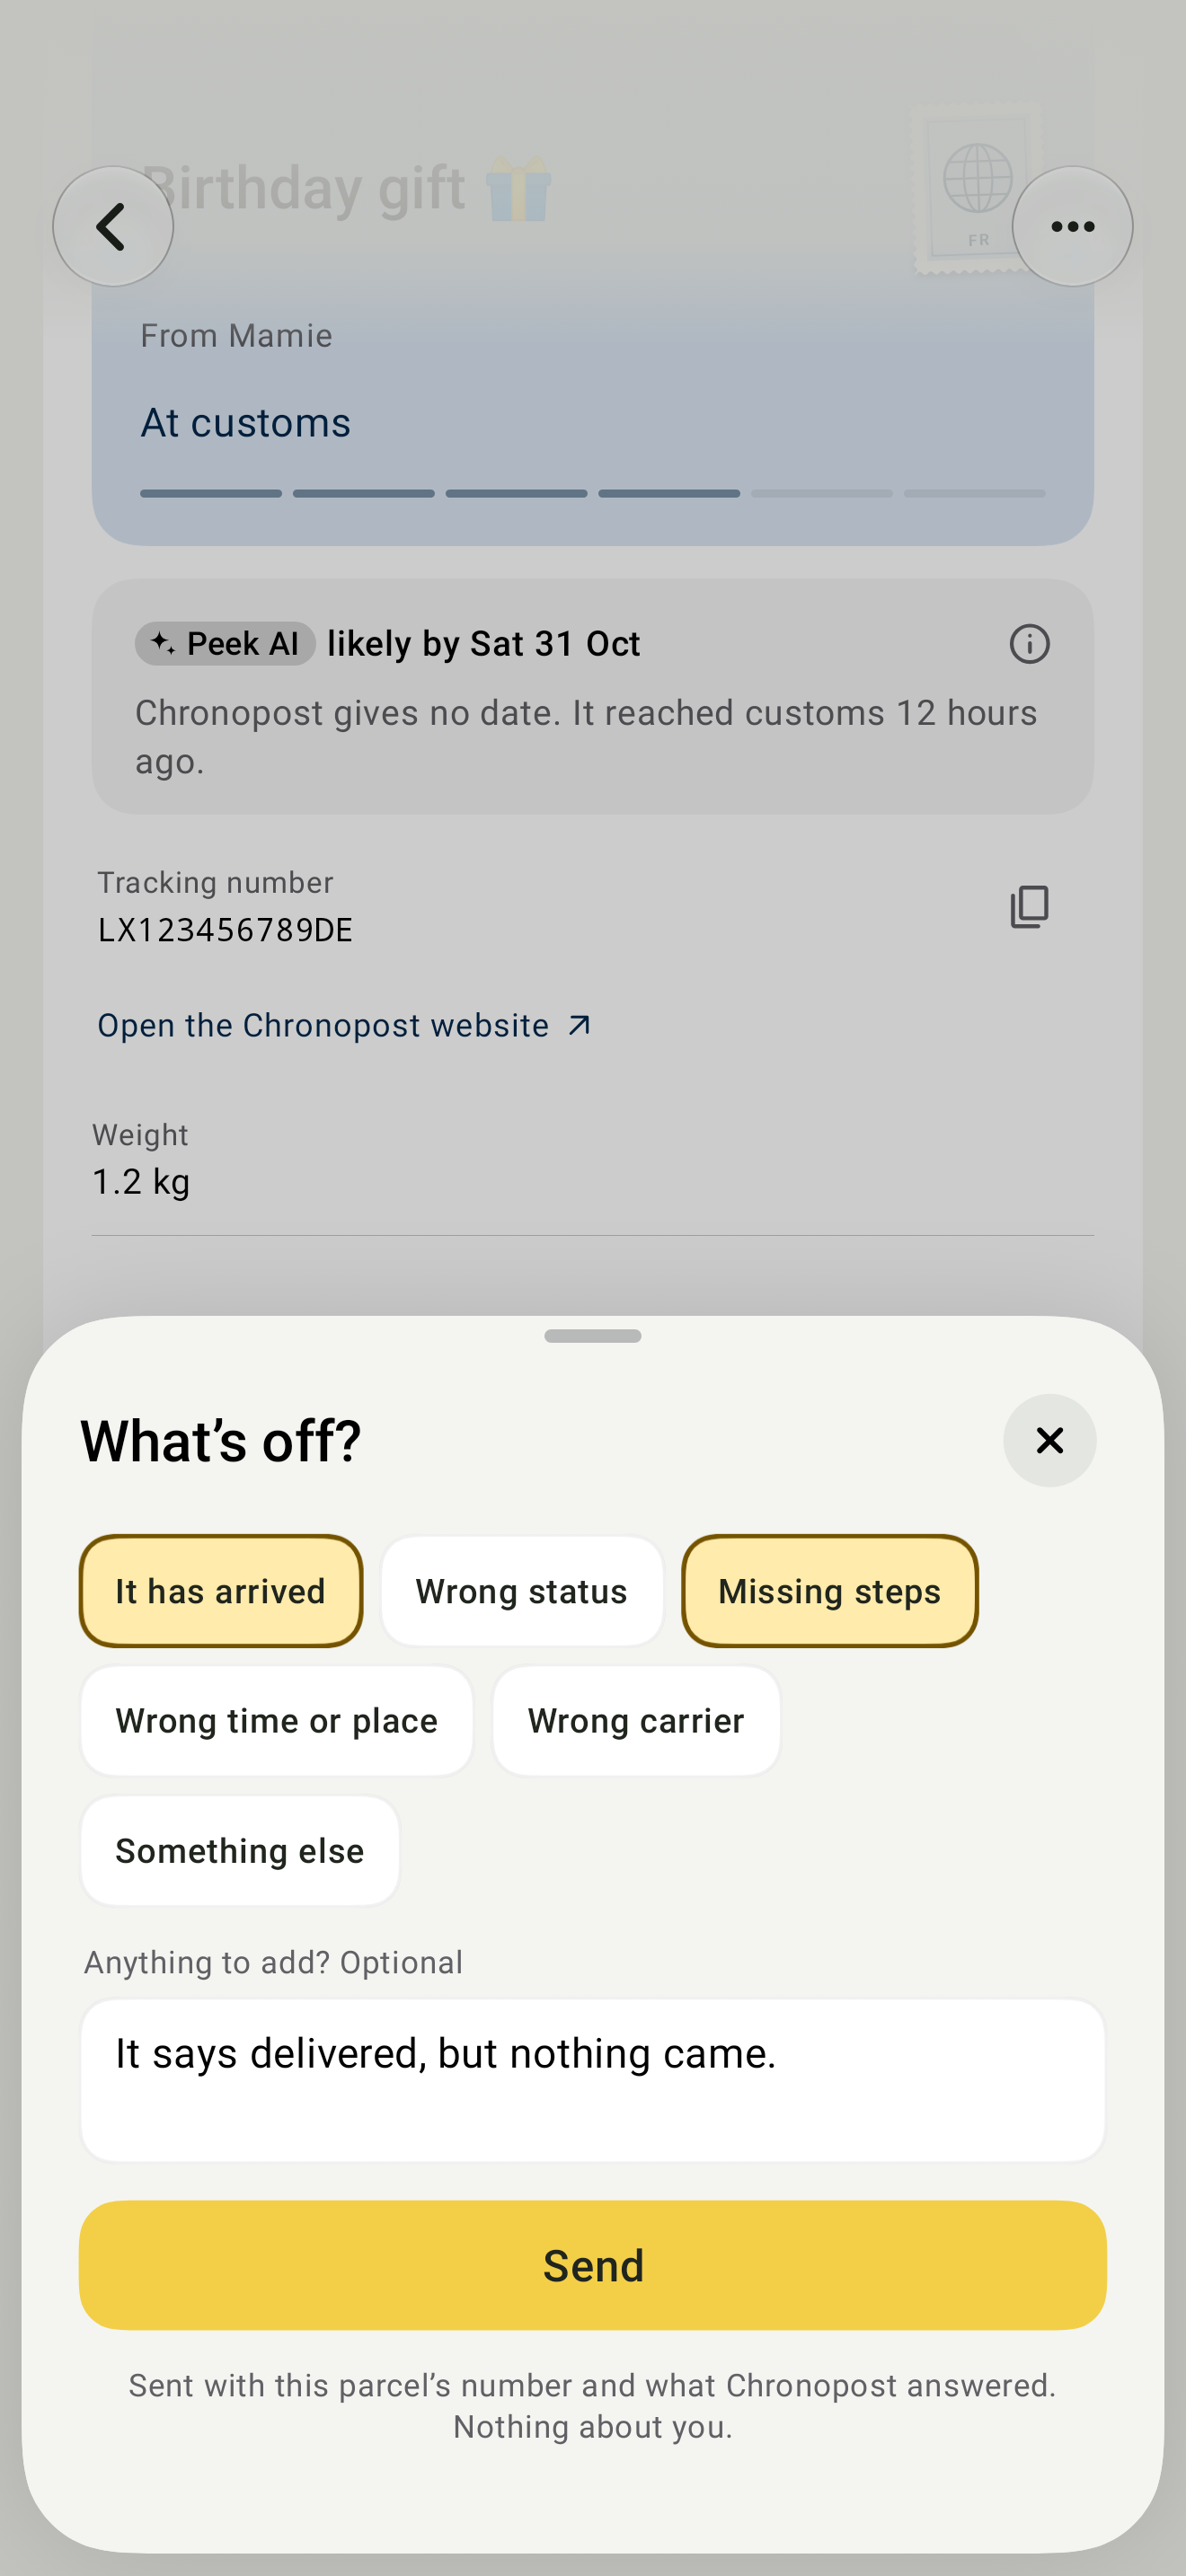 Birthday gift 🎁
FR
From Mamie
At customs
Peek AI likely by Sat 31 Oct
Chronopost gives no date. It reached customs 12 hours
ago.
Tracking number
LX123456789DE
Open the Chronopost website
Weight
1.2 kg
What’s off?
It has arrived
Wrong status
Missing steps
Wrong time or place
Wrong carrier
Something else
Anything to add? Optional
It says delivered, but nothing came.
Send
Sent with this parcel’s number and what Chronopost answered.
Nothing about you.